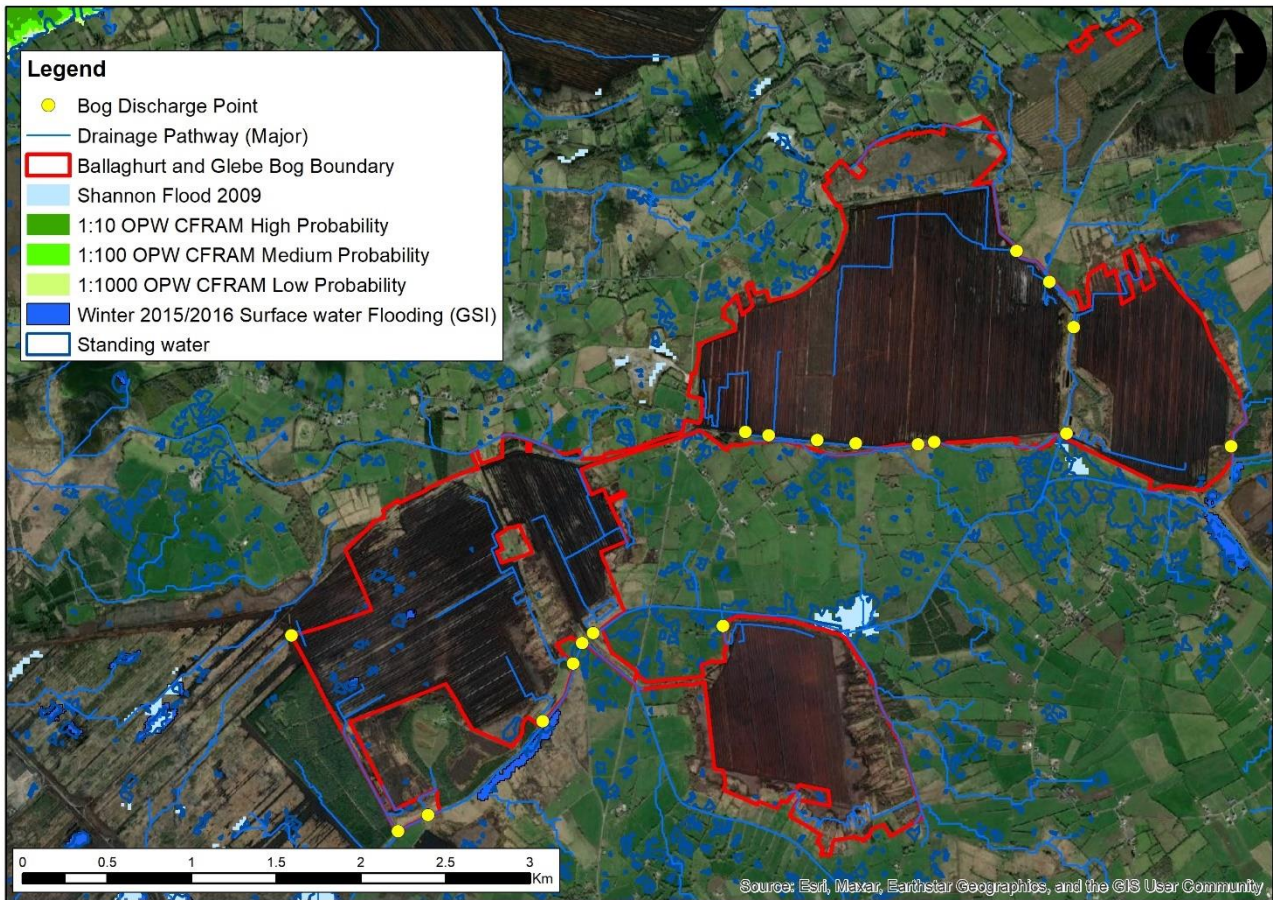 Legend
Bog Discharge Point
Drainage Pathway (Major)
Ballaghurt and Glebe Bog Boundary
Shannon Flood 2009
1:10 OPW CFRAM High Probability
1:100 OPW CFRAM Medium Probability
1:1000 OPW CFRAM Low Probability
Winter 2015/2016 Surface water Flooding (GSI)
Standing water
0 0.5 1 1.5 2 2.5 3
Km
Source: Esri, Maxar, Earthstar Geographics, and the GIS User Community